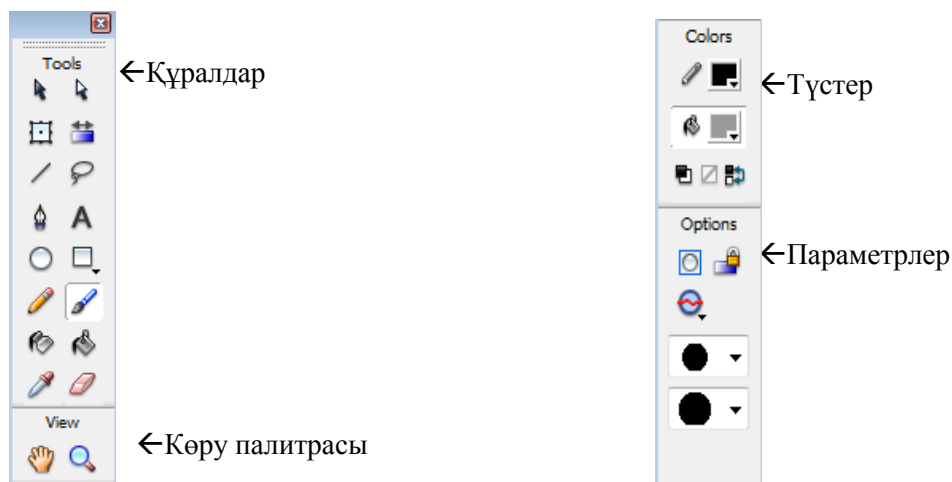 Tools
←Құралдар
View
←Көру палитрасы
Colors
←Түстер
Options
←Параметрлер